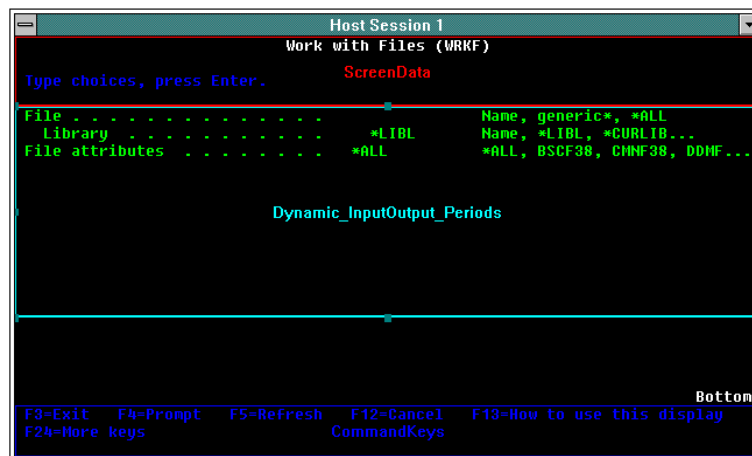 Host Session 1
Work with Files (WRKF)
ScreenData
Type choices, press Enter.
File . . . . . . . . . . . . . . Name, generic*, *ALL
Library . . . . . . . . . . . *LIBL Name, *LIBL, *CURLIB...
File attributes . . . . . . . . *ALL *ALL, BSCF38, CMNF38, DDMF...
Dynamic_InputOutput_Periods
Bottom
F3=Exit F4=Prompt F5=Refresh F12=Cancel F13=How to use this display
F24=More keys CommandKeys